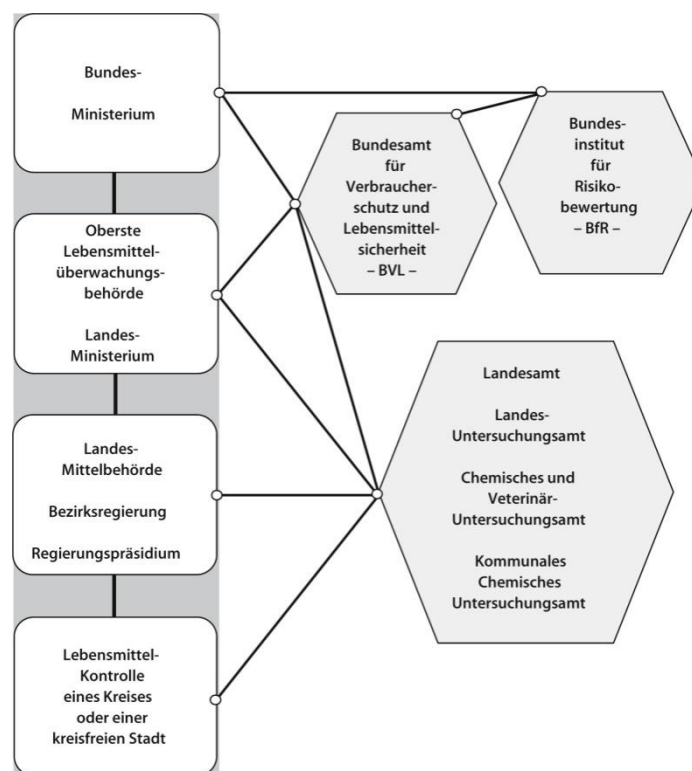 Bundes-
Ministerium
Oberste
Lebensmittel-
überwachungs-
behörde
Landes-
Ministerium
Landes-
Mittelbehörde
Bezirksregierung
Regierungspräsidium
Lebensmittel-
Kontrolle
eines Kreises
oder einer
kreisfreien Stadt
Bundesamt
für
Verbraucher-
schutz und
Lebensmittel-
sicherheit
– BVL –
Bundes-
institut
für
Risiko-
bewertung
– BfR –
Landesamt
Landes-
Untersuchungsamt
Chemisches und
Veterinär-
Untersuchungsamt
Kommunales
Chemisches
Untersuchungsamt